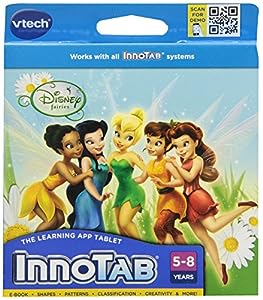 vtech
SCAN
FOR
DEMO
Works with all INNOTAB systems
Disney
fairies
THE LEARNING APP TABLET
INNOTAB
5-8
YEARS
E-BOOK • SHAPES • PATTERNS • CLASSIFICATION • CREATIVITY & MORE!